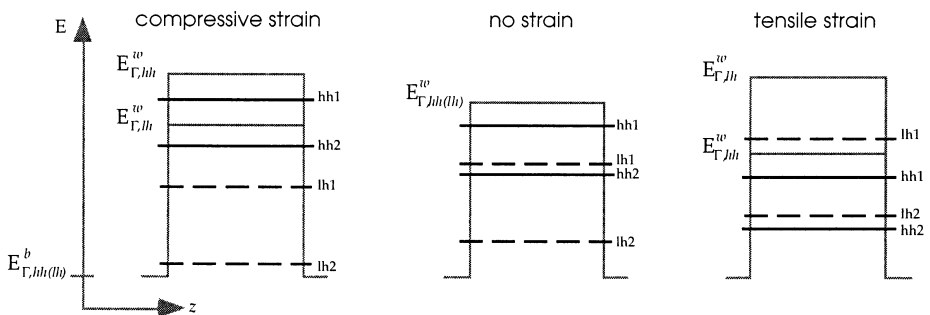 compressive strain
no strain
tensile strain
E
E^w_Γ,hh
hh1
E^w_Γ,lh
hh2
lh1
lh2
E^b_Γ,hh(lh)
z
E^w_Γ,hh(lh)
hh1
lh1
hh2
lh2
E^w_Γ,lh
lh1
E^w_Γ,hh
hh1
lh2
hh2